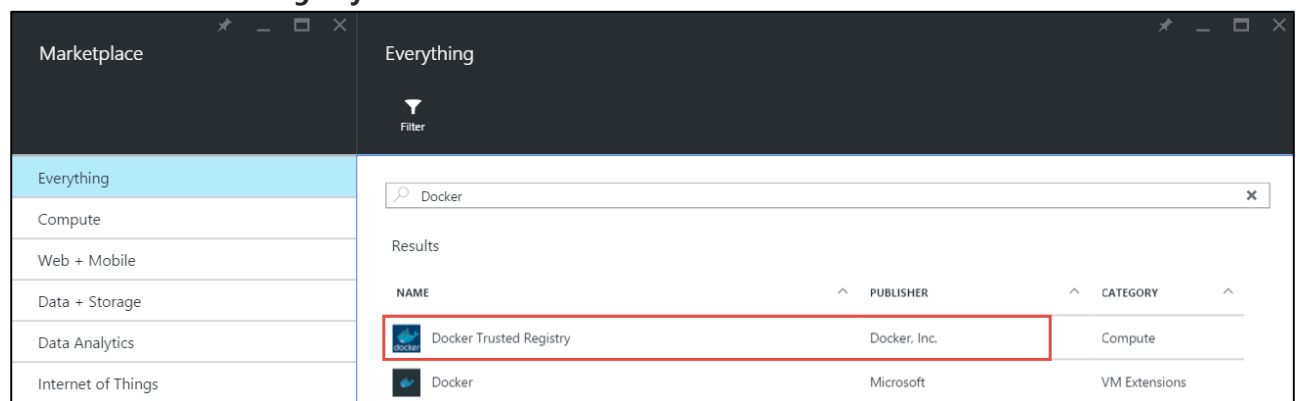 Marketplace
Everything
Filter
Everything
Compute
Web + Mobile
Data + Storage
Data Analytics
Internet of Things
Docker
Results
NAME PUBLISHER CATEGORY
docker Docker Trusted Registry Docker, Inc. Compute
Docker Microsoft VM Extensions